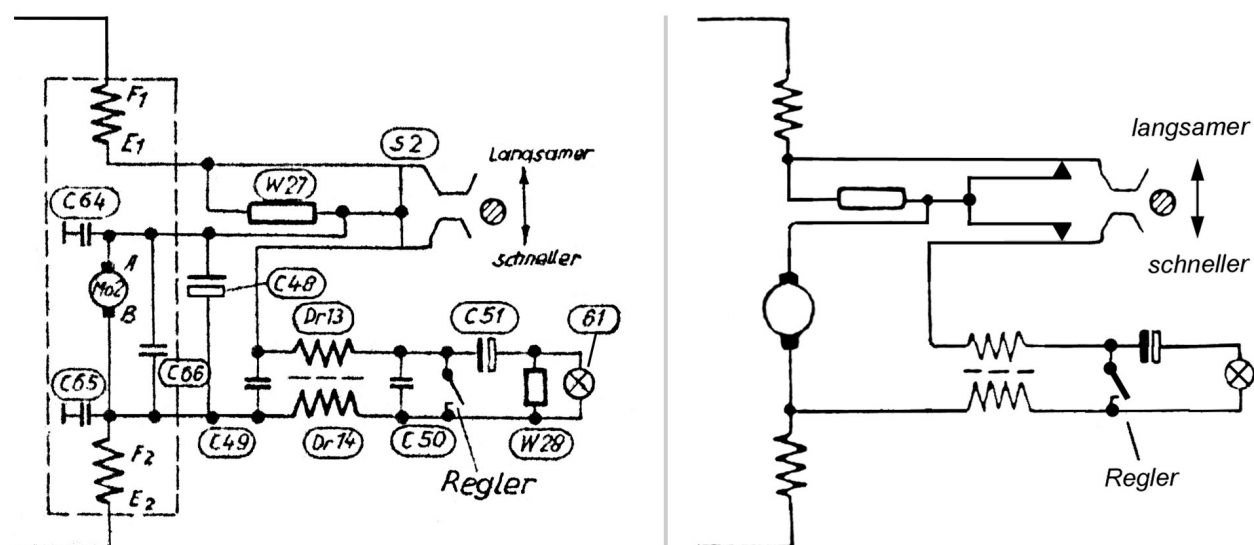 F1
E1
S2
Langsamer
W27
C64
schneller
A
Mo2
B
C48
Dr13
C51
61
C65
C66
C49
Dr14
C50
W28
F2
E2
Regler
langsamer
schneller
Regler